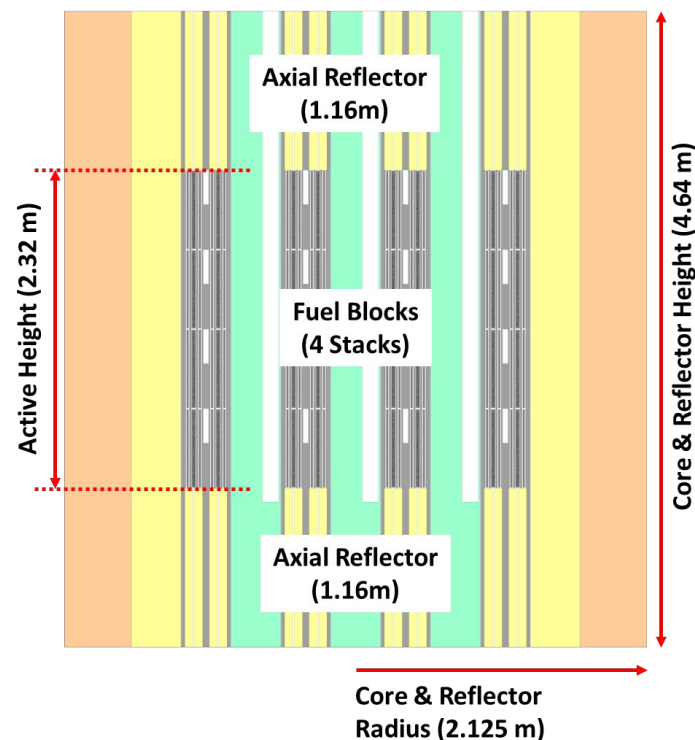 Axial Reflector
(1.16m)
Active Height (2.32 m)
Fuel Blocks
(4 Stacks)
Core & Reflector Height (4.64 m)
Axial Reflector
(1.16m)
Core & Reflector
Radius (2.125 m)